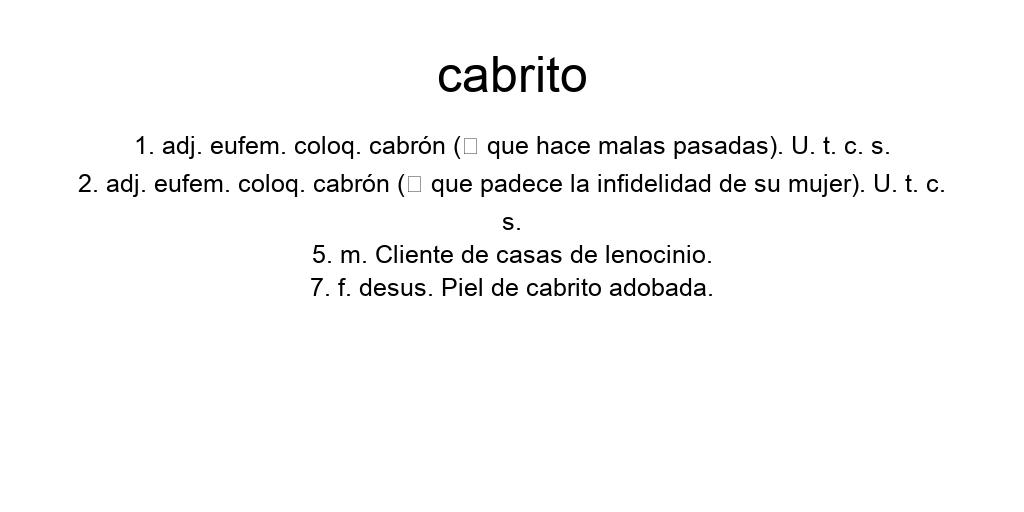 cabrito
1. adj. eufem. coloq. cabrón (▯ que hace malas pasadas). U. t. c. s.
2. adj. eufem. coloq. cabrón (▯ que padece la infidelidad de su mujer). U. t. c.
s.
5. m. Cliente de casas de lenocinio.
7. f. desus. Piel de cabrito adobada.